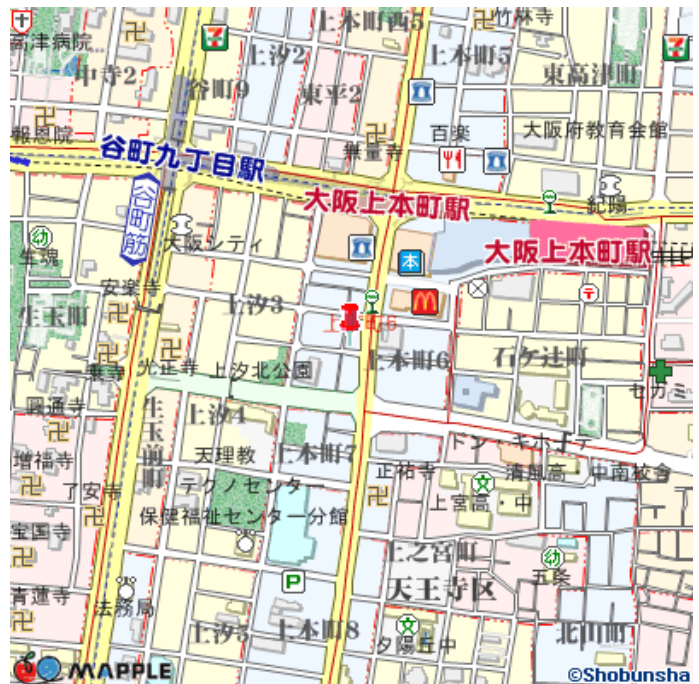 上本町西5
竹林寺
高津病院
上汐2
上本町5
中寺2
谷町9
東平2
東高津町
報恩院
百楽
大阪府教育会館
無量寺
谷町九丁目駅
大阪上本町駅
紀陽
谷町筋
大阪シティ
本
大阪上本町駅
幼
生魂
安楽寺
上汐3
生玉町
上本町6
石ケ辻町
光正寺
上汐北公園
一乗寺
セガミ
圓通寺
生玉前町
上汐4
ドン・キホーテ
増福寺
天理教
上本町7
正祐寺
清風高・中南校舎
了安寺
テクノセンター
文
上宮高・中
保健福祉センター分館
宝国寺
上之宮町
幼
五条
P
天王寺区
青蓮寺
法務局
上汐5
上本町8
文
夕陽丘中
北山町
MAPPLE
©Shobunsha